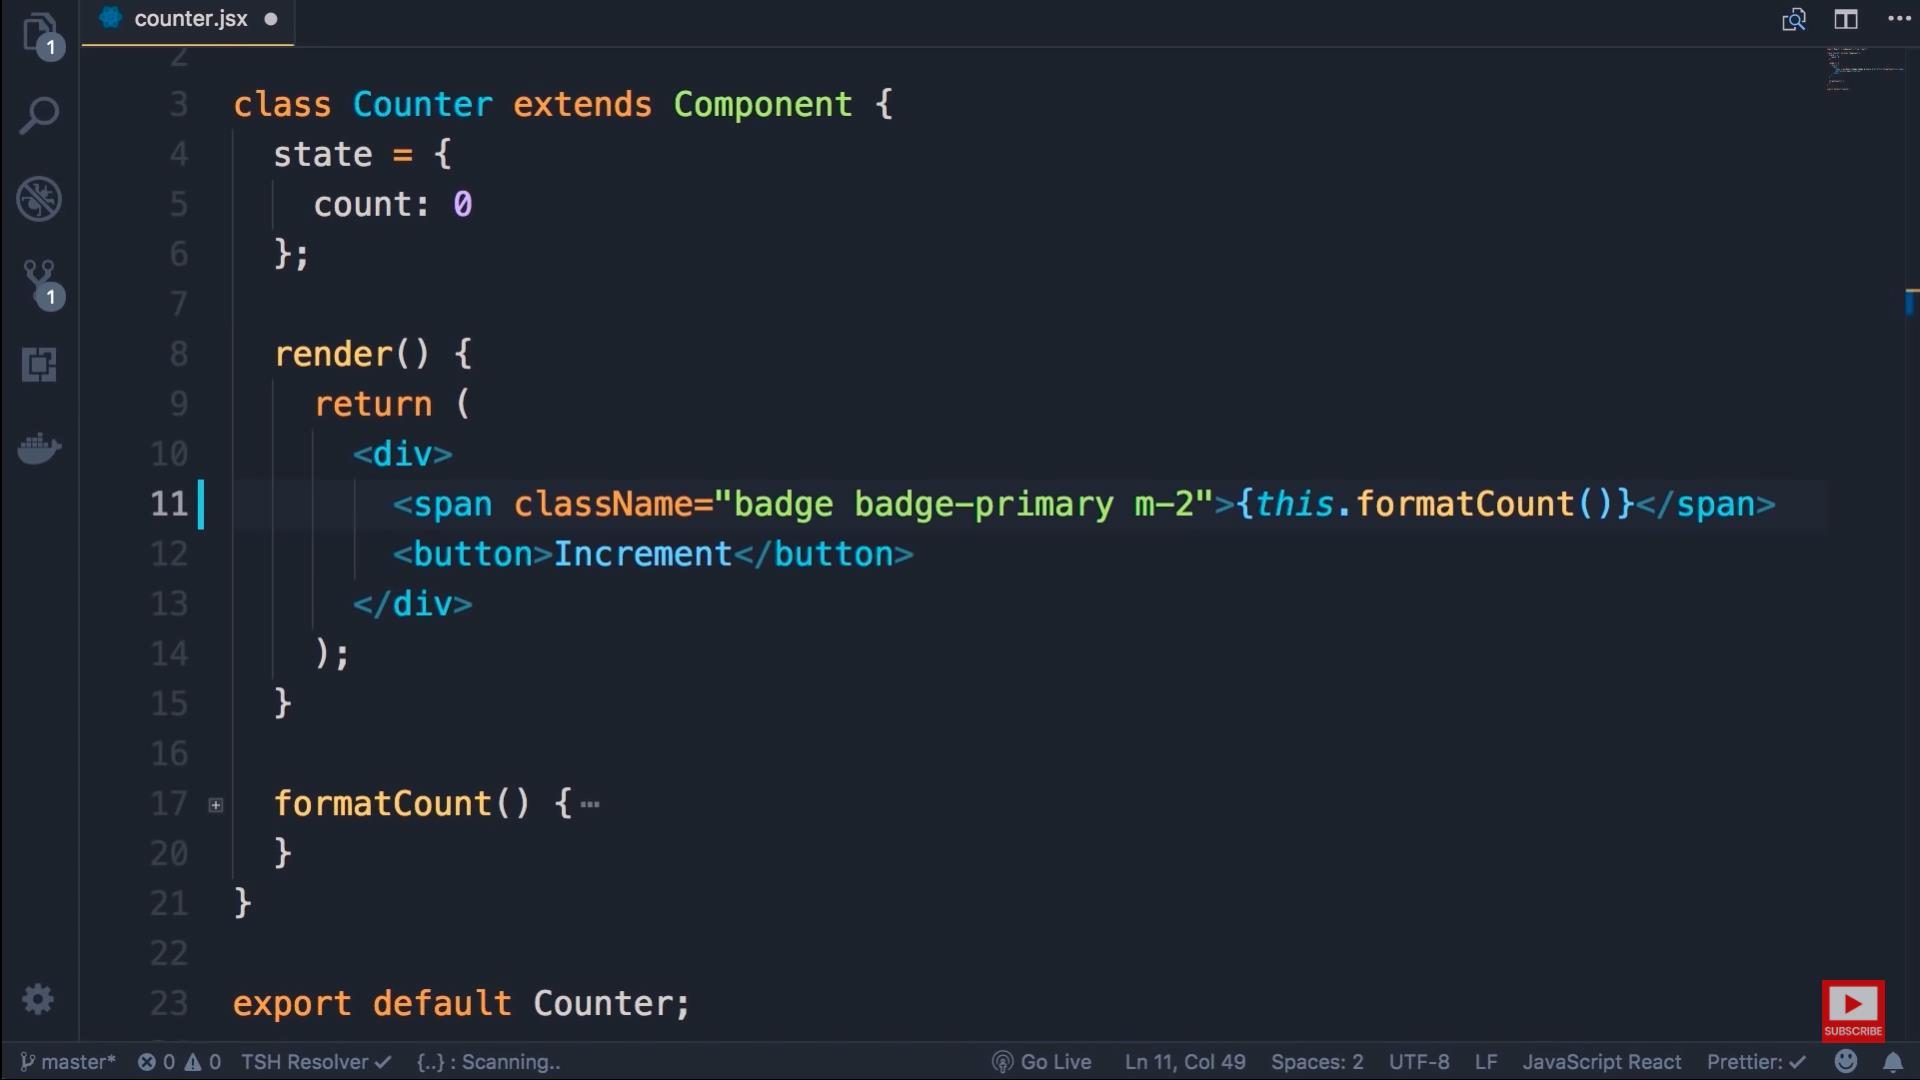 counter.jsx
1
2
3 class Counter extends Component {
4 state = {
5 count: 0
6 };
7
8 render() {
9 return (
10 <div>
11 <span className="badge badge-primary m-2">{this.formatCount()}</span>
12 <button>Increment</button>
13 </div>
14 );
15 }
16
17 formatCount() {…
20 }
21 }
22
23 export default Counter;
1
SUBSCRIBE
master* 0 0 TSH Resolver ✓ {..} : Scanning.. Go Live Ln 11, Col 49 Spaces: 2 UTF-8 LF JavaScript React Prettier: ✓